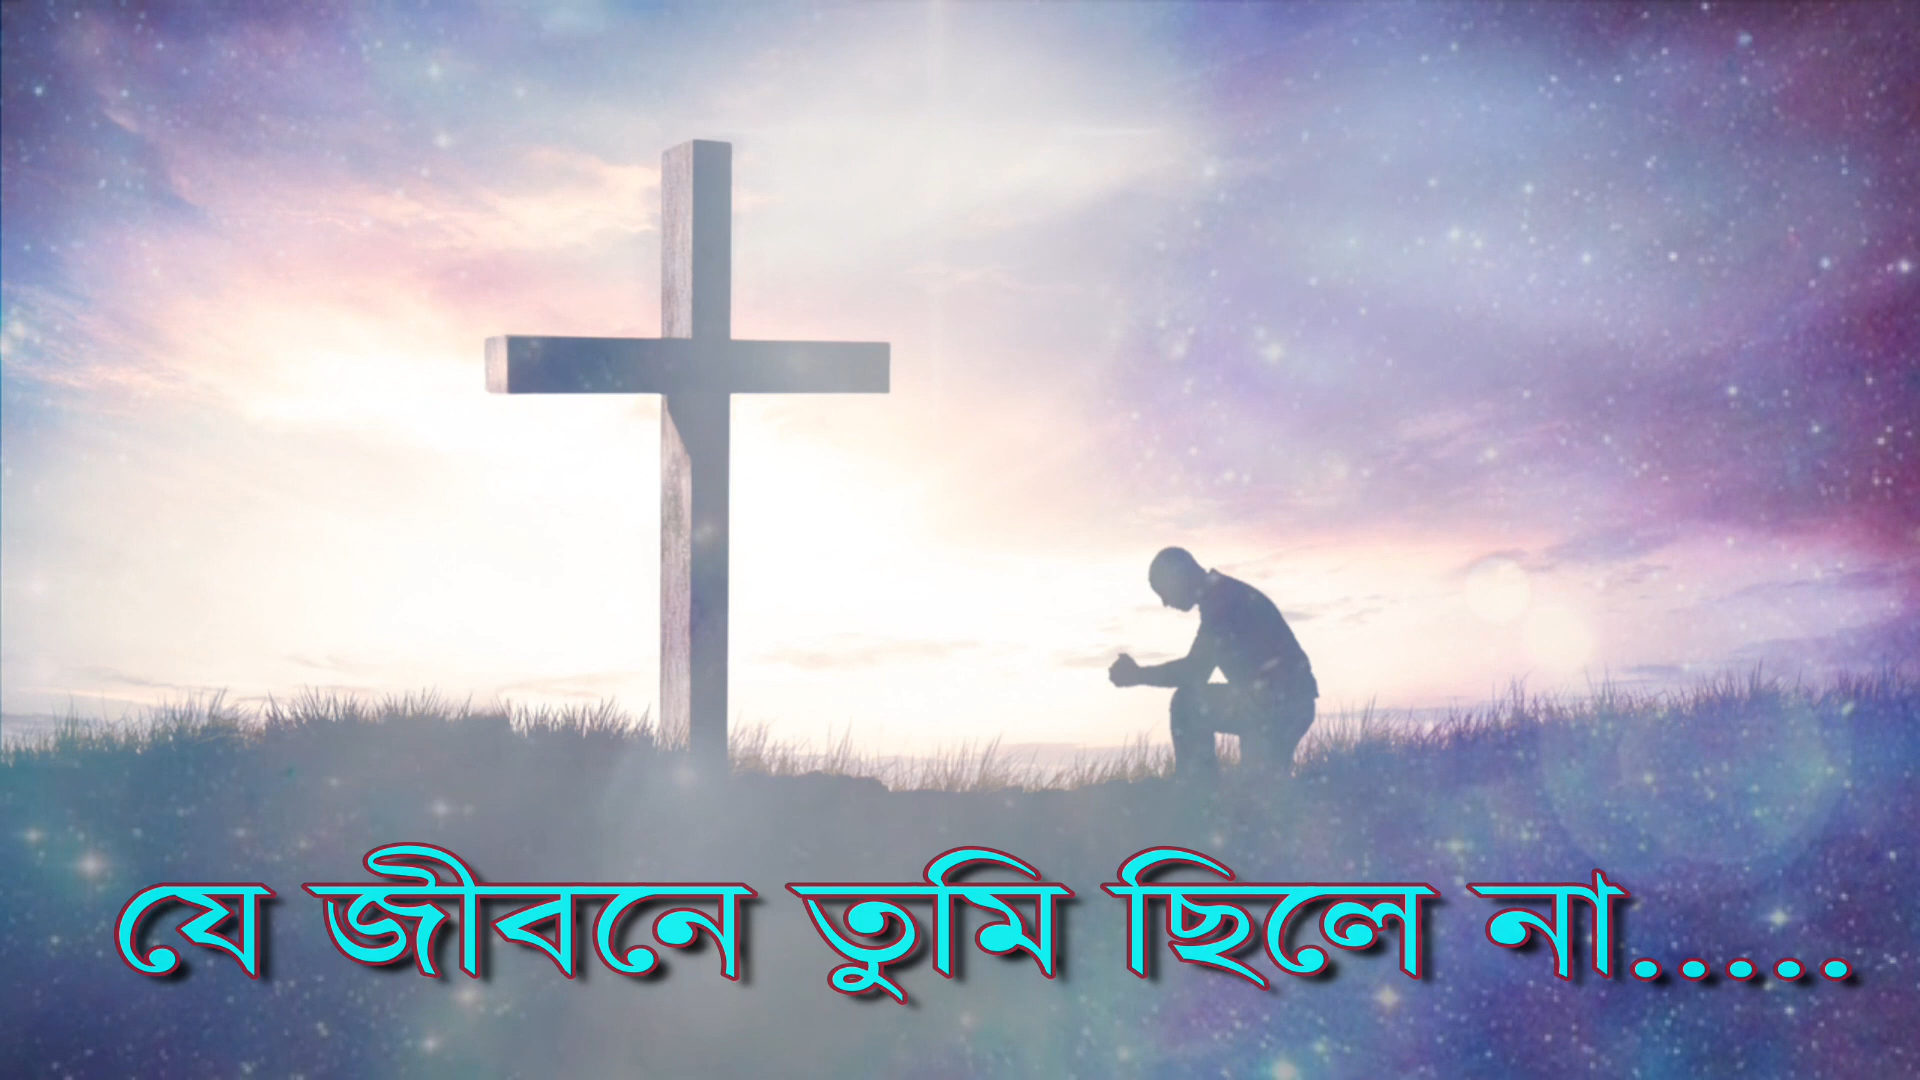 যে জীবনে তুমি ছিলে না.....